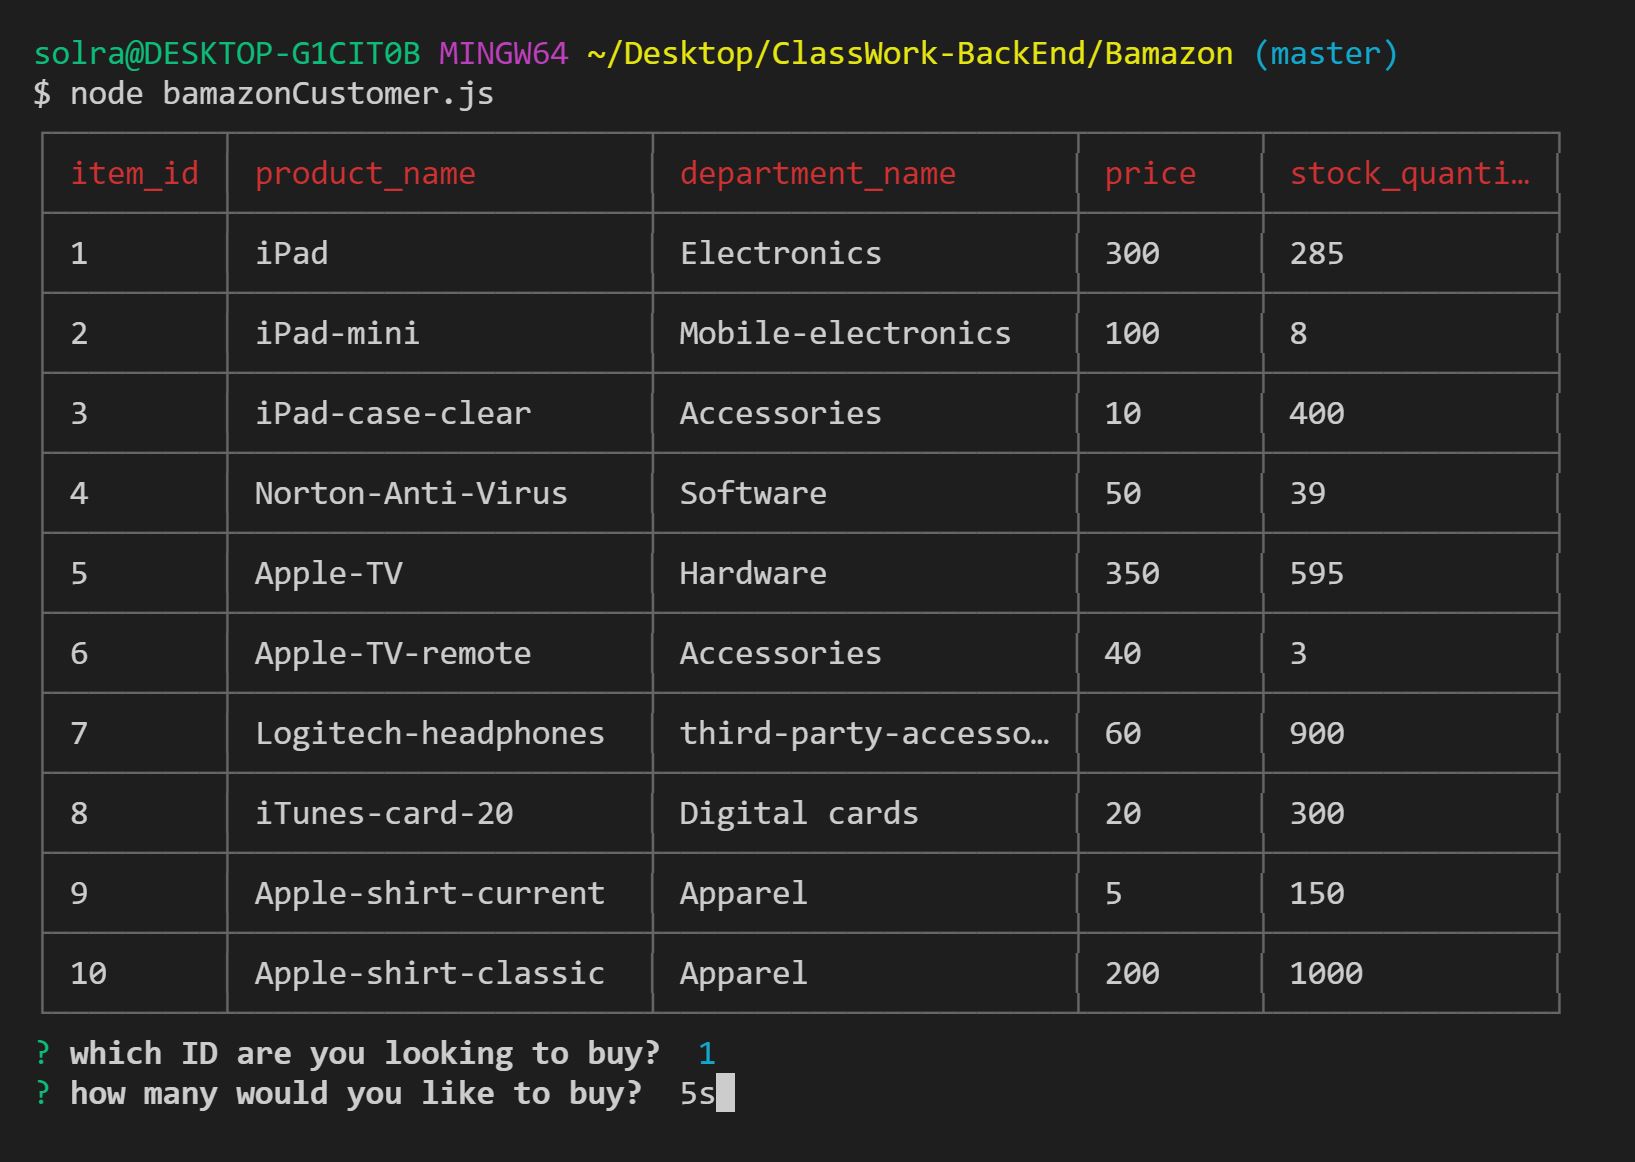 solra@DESKTOP-G1CIT0B MINGW64 ~/Desktop/ClassWork-BackEnd/Bamazon (master)
$ node bamazonCustomer.js
item_id product_name department_name price stock_quanti…
1 iPad Electronics 300 285
2 iPad-mini Mobile-electronics 100 8
3 iPad-case-clear Accessories 10 400
4 Norton-Anti-Virus Software 50 39
5 Apple-TV Hardware 350 595
6 Apple-TV-remote Accessories 40 3
7 Logitech-headphones third-party-accesso… 60 900
8 iTunes-card-20 Digital cards 20 300
9 Apple-shirt-current Apparel 5 150
10 Apple-shirt-classic Apparel 200 1000
? which ID are you looking to buy? 1
? how many would you like to buy? 5s